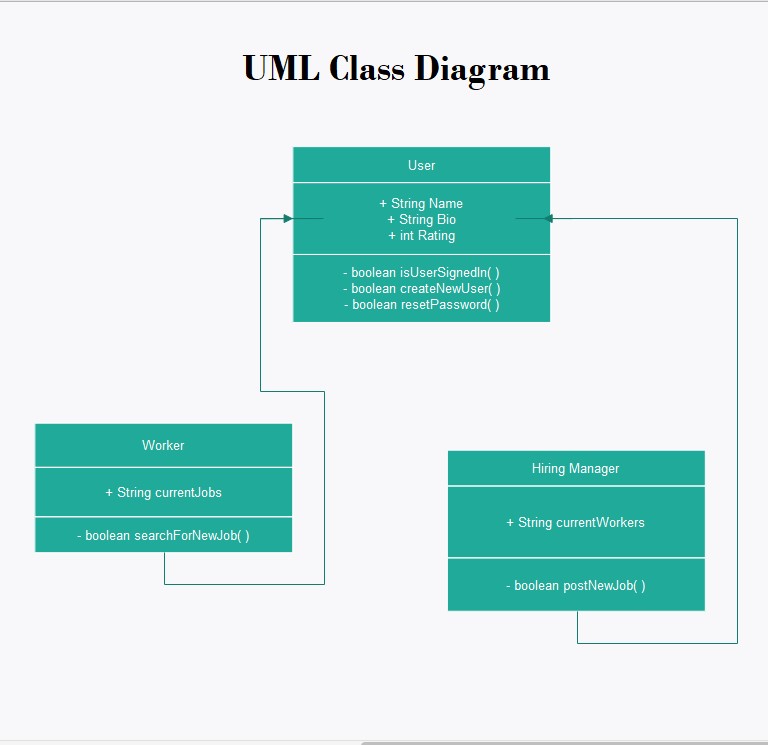 UML Class Diagram
User
+ String Name
+ String Bio
+ int Rating
- boolean isUserSignedIn( )
- boolean createNewUser( )
- boolean resetPassword( )
Worker
+ String currentJobs
- boolean searchForNewJob( )
Hiring Manager
+ String currentWorkers
- boolean postNewJob( )